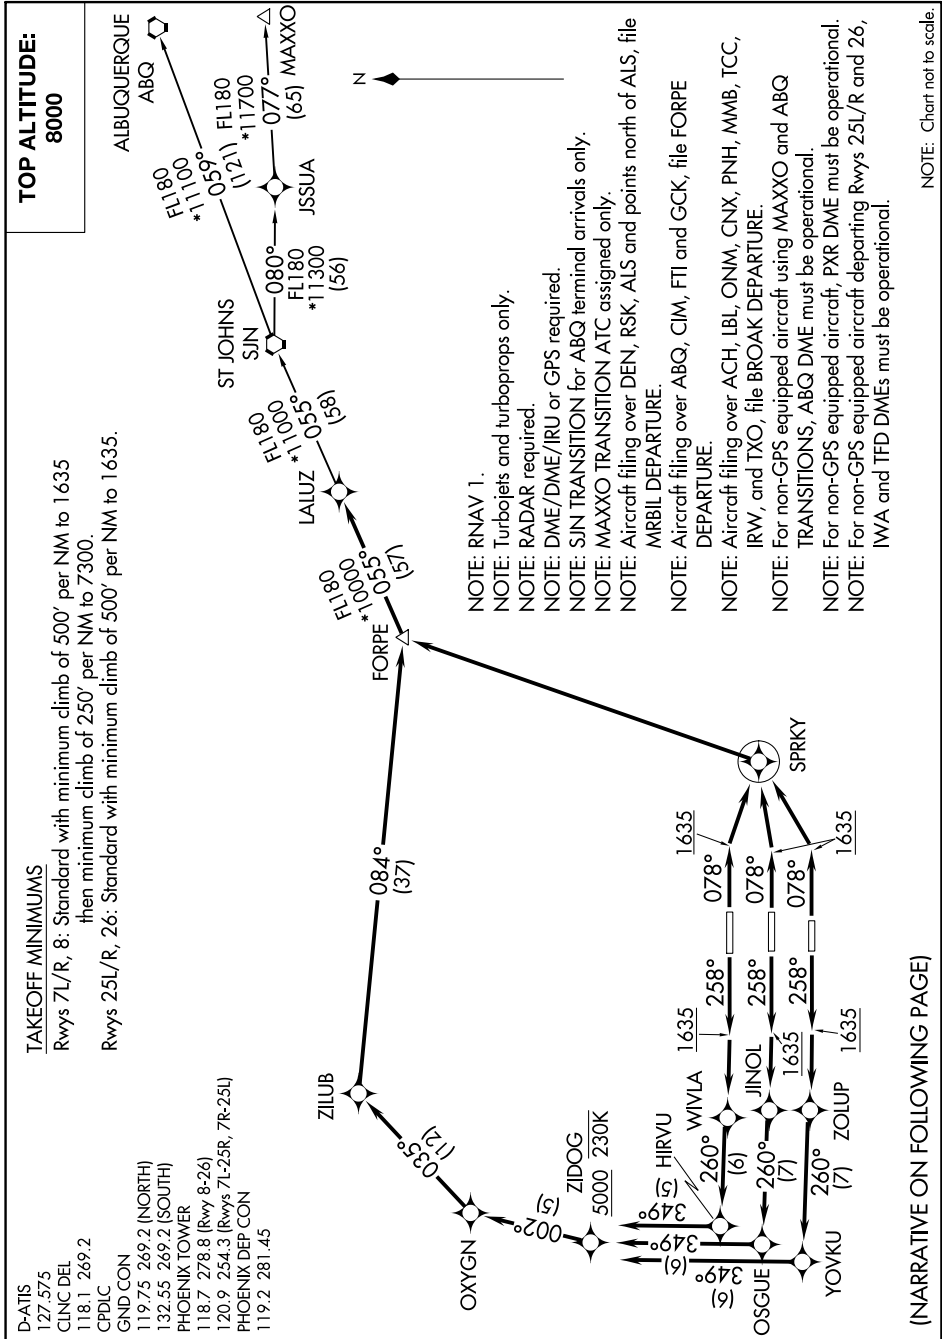 TOP ALTITUDE:
8000
TAKEOFF MINIMUMS
Rwys 7L/R, 8: Standard with minimum climb of 500' per NM to 1635
then minimum climb of 250' per NM to 7300.
Rwys 25L/R, 26: Standard with minimum climb of 500' per NM to 1635.
D-ATIS
127.575
CLNC DEL
118.1 269.2
CPDLC
GND CON
119.75 269.2 (NORTH)
132.55 269.2 (SOUTH)
PHOENIX TOWER
118.7 278.8 (Rwy 8-26)
120.9 254.3 (Rwys 7L-25R, 7R-25L)
PHOENIX DEP CON
119.2 281.45
ALBUQUERQUE
ABQ
FL180
*11100
059°
(121)
FL180
*11700
077°
(65)
MAXXO
JSSUA
080°
FL180
*11300
(56)
ST JOHNS
SJN
FL180
*11000
055°
(58)
LALUZ
FL180
*10000
055°
(57)
FORPE
N
084°
(37)
ZILUB
035°
(12)
OXYGN
002°
(5)
ZIDOG
5000 230K
HIRVU
349°
(5)
349°
(6)
349°
(6)
OSGUE
YOVKU
WIVLA
260°
(6)
JINOL
260°
(7)
ZOLUP
260°
(7)
1635
1635
1635
258°
258°
258°
078°
078°
078°
1635
1635
SPRKY
NOTE: RNAV 1.
NOTE: Turbojets and turboprops only.
NOTE: RADAR required.
NOTE: DME/DME/IRU or GPS required.
NOTE: SJN TRANSITION for ABQ terminal arrivals only.
NOTE: MAXXO TRANSITION ATC assigned only.
NOTE: Aircraft filing over DEN, RSK, ALS and points north of ALS, file
MRBIL DEPARTURE.
NOTE: Aircraft filing over ABQ, CIM, FTI and GCK, file FORPE
DEPARTURE.
NOTE: Aircraft filing over ACH, LBL, ONM, CNX, PNH, MMB, TCC,
IRW, and TXO, file BROAK DEPARTURE.
NOTE: For non-GPS equipped aircraft using MAXXO and ABQ
TRANSITIONS, ABQ DME must be operational.
NOTE: For non-GPS equipped aircraft, PXR DME must be operational.
NOTE: For non-GPS equipped aircraft departing Rwys 25L/R and 26,
IWA and TFD DMEs must be operational.
NOTE: Chart not to scale.
(NARRATIVE ON FOLLOWING PAGE)